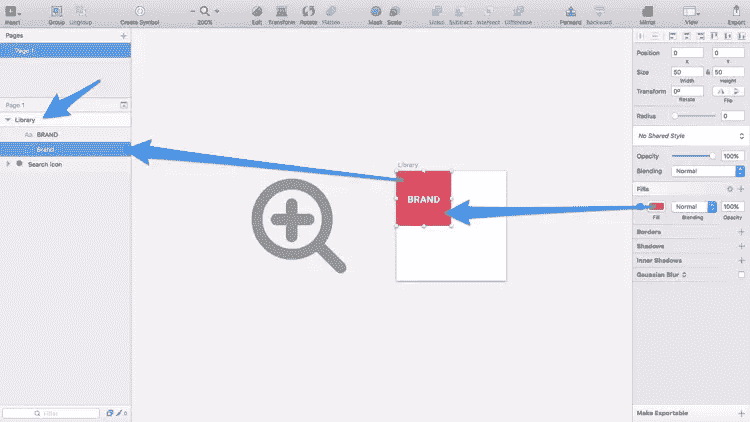 Insert Group Ungroup Create Symbol 200% Edit Transform Rotate Flatten Mask Scale Union Subtract Intersect Difference Forward Backward Mirror View Export
Pages
Page 1
Page 1
Library
Aa BRAND
Brand
Search icon
Filter 0
Library
BRAND
Position 0 0
X Y
Size 50 50
Width Height
Transform 0°
Rotate Flip
Radius 0
No Shared Style
Opacity 100%
Blending Normal
Fills
Normal 100%
Fill Blending Opacity
Borders
Shadows
Inner Shadows
Gaussian Blur
Make Exportable